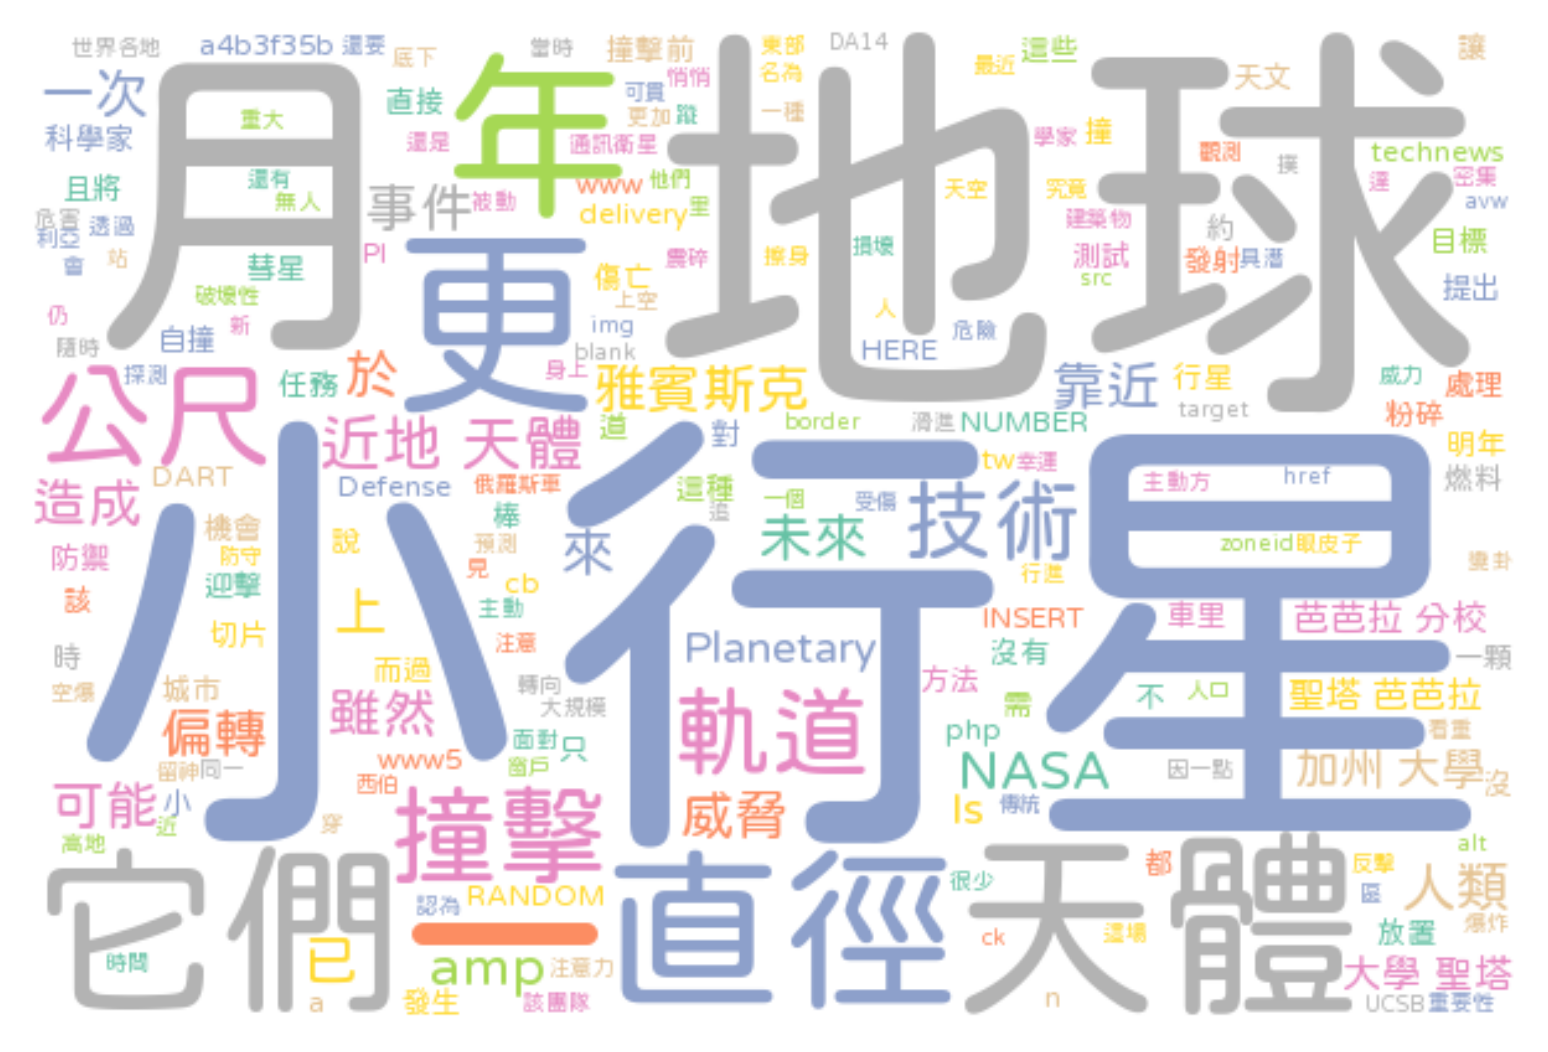 世界各地 a4b3f35b 還要 底下 當時 撞擊前 東部 DA14 這些 讓
一次 月 直接 年 可貫 悄悄 名為 地球 最近 天文
科學家 重大 還是 通訊衛星 更加 蹤 一種 學家 撞 觀測 撲 technews
且將 還有 無人 事件 被動 www 他們 delivery 里 天空 究竟 達 密集 avw
危害 利亞 透過 建築物 約 目標
會 站 彗星 PI 更 傷亡 震碎 擦身 損壞 測試 src 發射 具潛 提出
仍 破壞性 新 上空 人
隨時 自撞 img blank HERE 危險
公尺 探測 任務 於 身上 雅賓斯克 靠近 行星 威力 處理
近地 天體 道 對 border 滑進 NUMBER target 粉碎 明年
造成 DART 小行星 Defense 俄羅斯車 這種 一個 受傷 技術 tw 幸運 主動方 href 燃料
防禦 機會 防守 說 棒 預測 來 追 未來 zoneid 眼皮子 變卦
該 迎擊 上 見 cb 主動 行進
切片 注意 Planetary INSERT 車里 芭芭拉 分校
時 而過 沒有 一顆
空爆 城市 雖然 轉向 大規模 軌道 方法 需 不 人口 聖塔 芭芭拉
偏轉 面對 只 php 看重
留神 同一 www5 窗戶 NASA 因一點 加州 大學 沒
可能 小 西伯 撞擊 威脅 ls 傳統
近 高地 穿 alt
它們 直徑 很少 天體 都 反擊 人類
認為 RANDOM 區
已 一 ck 這場 放置 爆炸
時間 amp 注意力 大學 聖塔
a 發生 該團隊 n UCSB 重要性